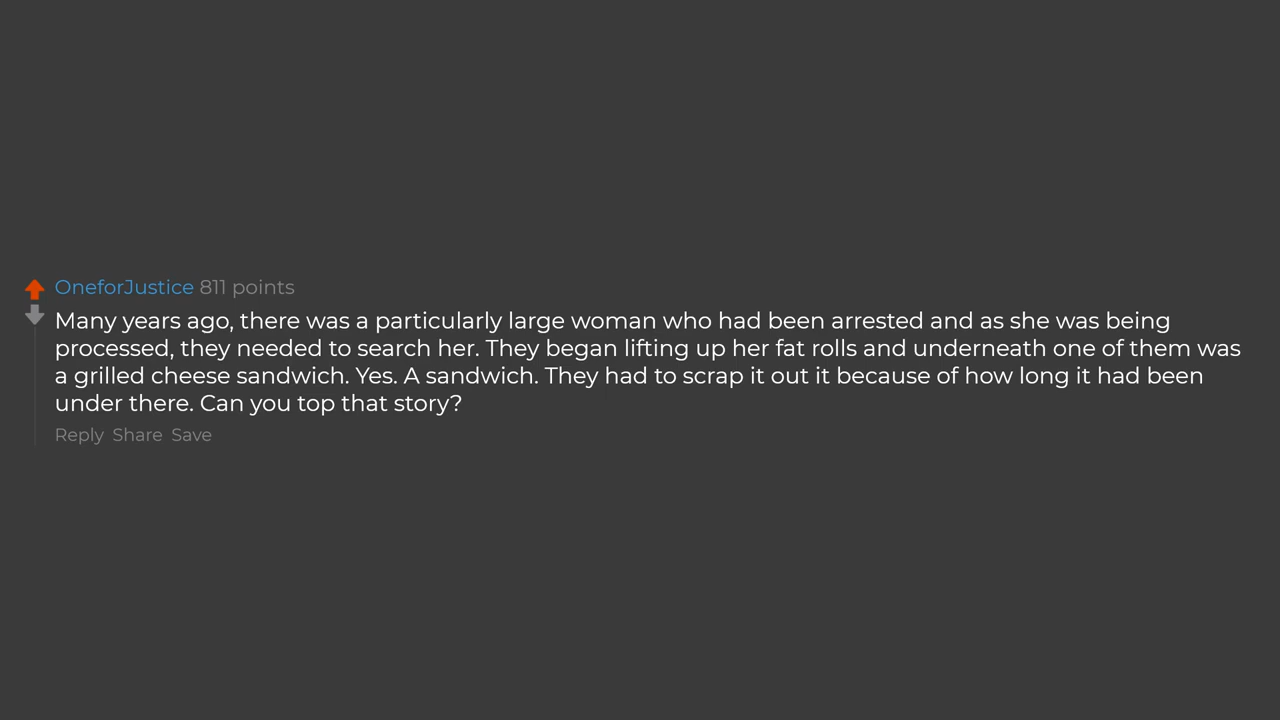 OneforJustice 811 points
Many years ago, there was a particularly large woman who had been arrested and as she was being
processed, they needed to search her. They began lifting up her fat rolls and underneath one of them was
a grilled cheese sandwich. Yes. A sandwich. They had to scrap it out it because of how long it had been
under there. Can you top that story?
Reply Share Save